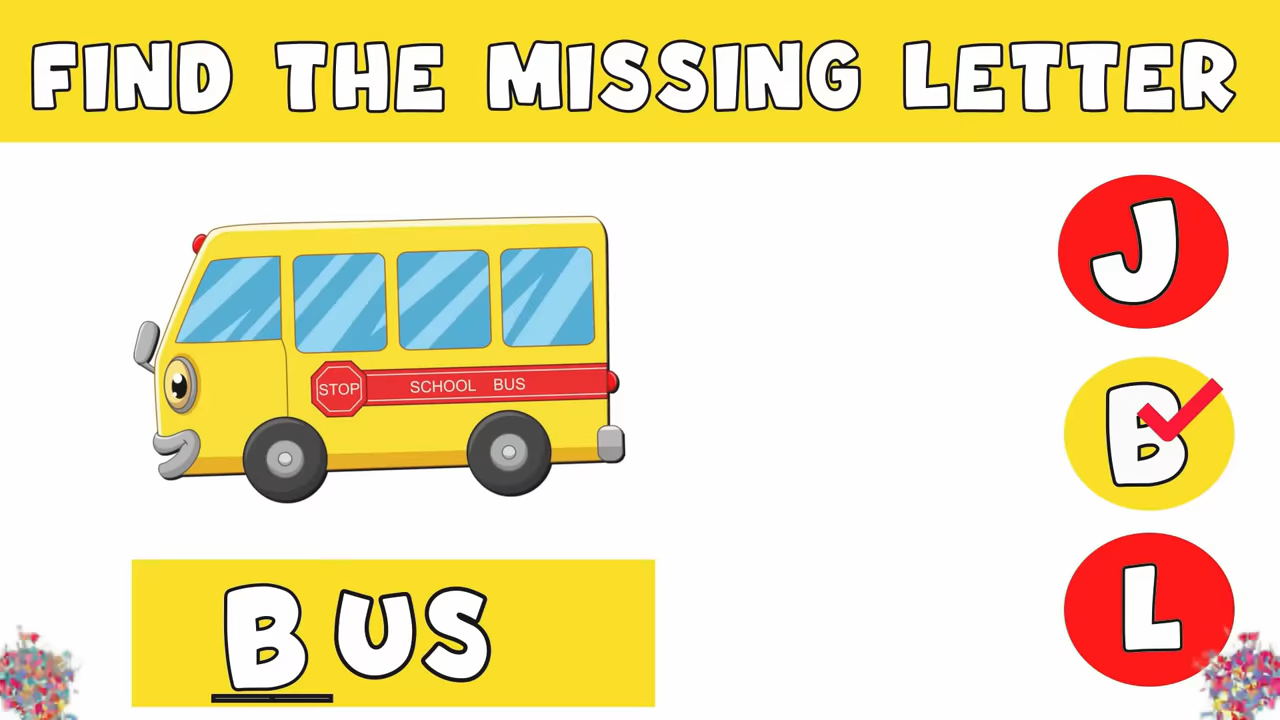 FIND THE MISSING LETTER
J
STOP SCHOOL BUS
B
L
BUS